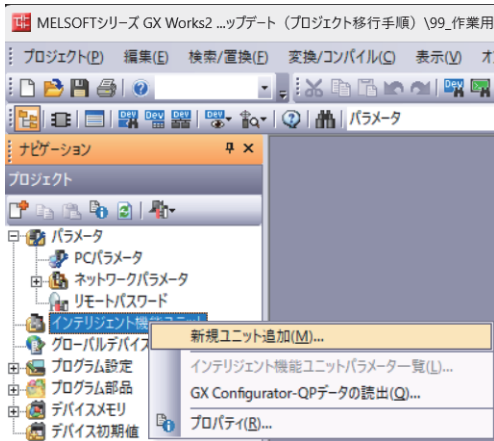 MELSOFTシリーズ GX Works2 ...ップデート（プロジェクト移行手順）\99_作業用
プロジェクト(P) 編集(E) 検索/置換(F) 変換/コンパイル(C) 表示(V) オ
パラメータ
ナビゲーション
プロジェクト
パラメータ
PCパラメータ
ネットワークパラメータ
リモートパスワード
インテリジェント機能ユニット
新規ユニット追加(M)...
グローバルデバイス
インテリジェント機能ユニットパラメータ一覧(L)...
プログラム設定
GX Configurator-QPデータの読出(Q)...
プログラム部品
デバイスメモリ
プロパティ(R)...
デバイス初期値